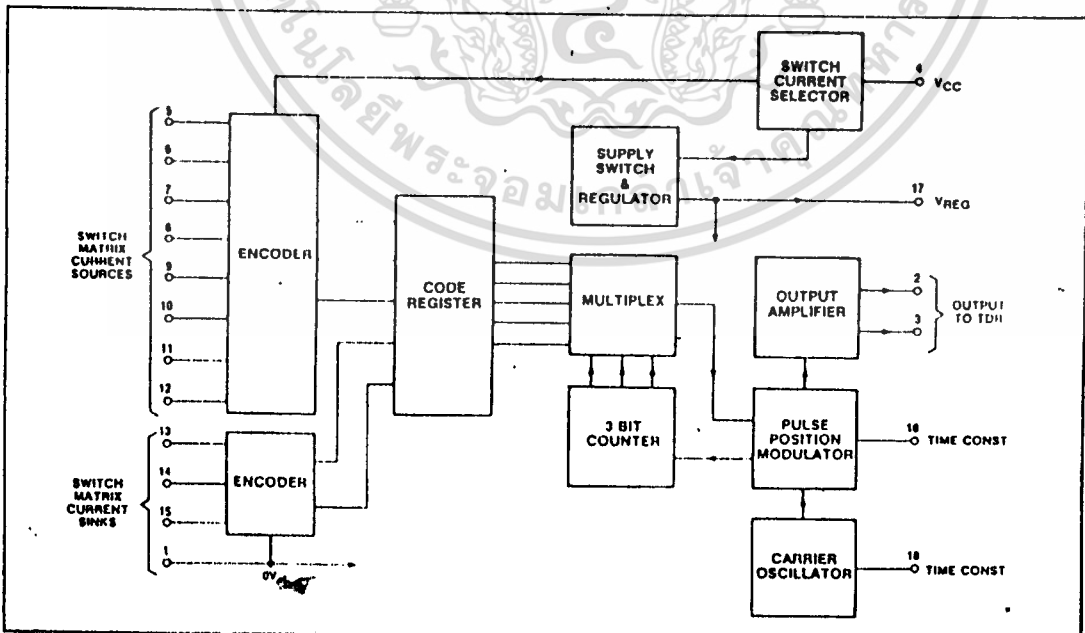 SWITCH
CURRENT
SELECTOR
4
VCC
SUPPLY
SWITCH
&
REGULATOR
17
VREG
5
6
7
8
9
10
11
12
SWITCH
MATRIX
CURRENT
SOURCES
ENCODER
CODE
REGISTER
MULTIPLEX
OUTPUT
AMPLIFIER
2
3
OUTPUT
3 BIT
COUNTER
PULSE
POSITION
MODULATOR
16
TIME CONST
13
14
15
1
SWITCH
MATRIX
CURRENT
SINKS
ENCODER
0V
CARRIER
OSCILLATOR
18
TIME CONST